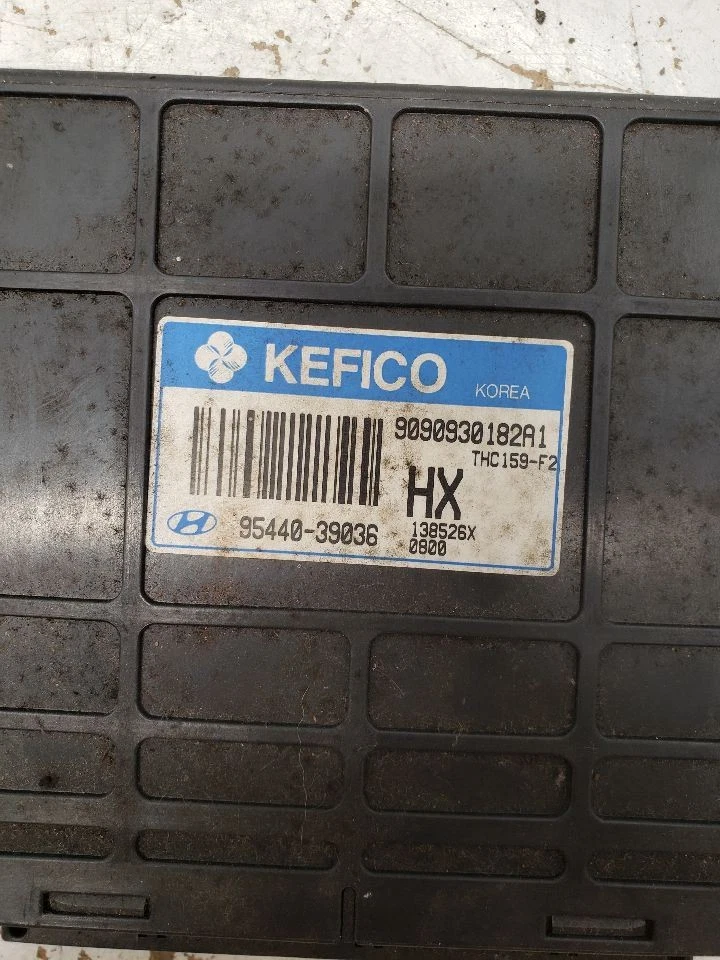 KEFICO
KOREA
9090930182A1
THC159-F2
HX
95440-39036
138526X
0800